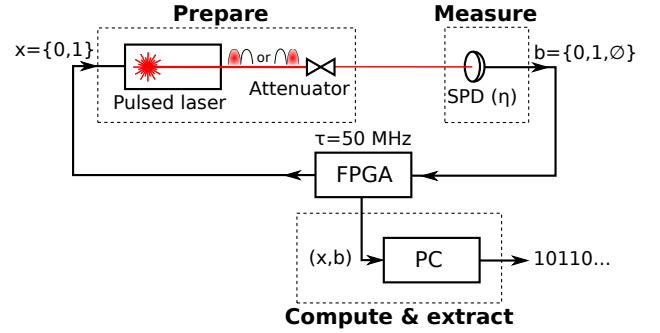 Prepare
Measure
x={0,1}
or
b={0,1,∅}
Attenuator
Pulsed laser
SPD (η)
τ=50 MHz
FPGA
(x,b)
PC
10110...
Compute & extract